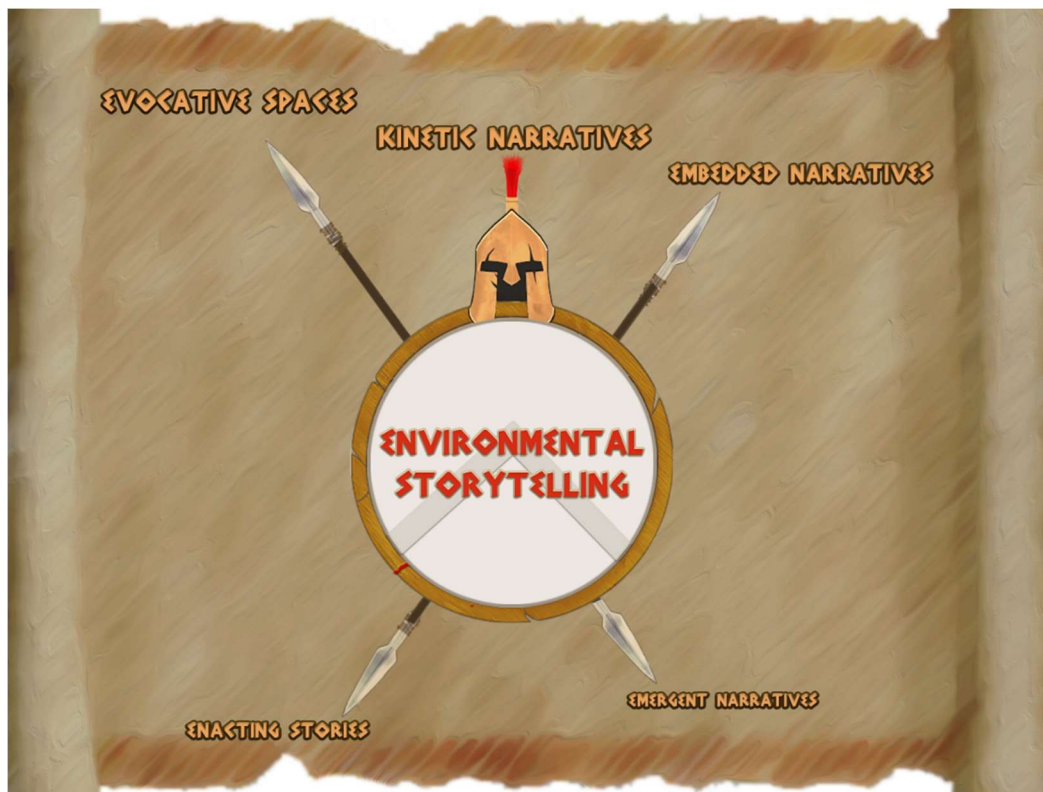 EVOCATIVE SPACES
KINETIC NARRATIVES
EMBEDDED NARRATIVES
ENVIRONMENTAL
STORYTELLING
EMERGENT NARRATIVES
ENACTING STORIES